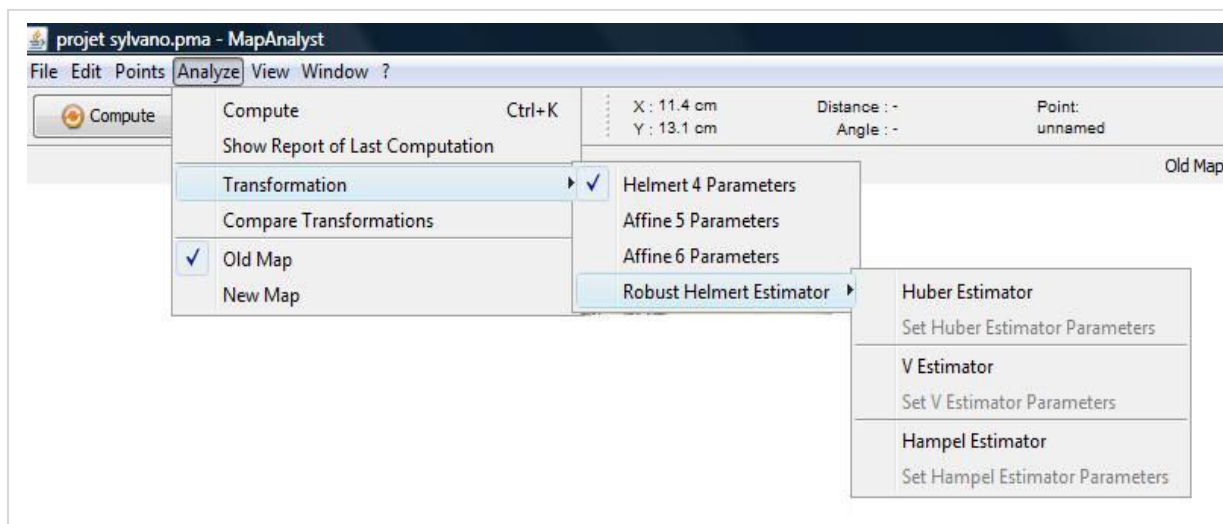 projet sylvano.pma - MapAnalyst
File Edit Points Analyze View Window ?
Compute
Compute Ctrl+K
Show Report of Last Computation
Transformation
Compare Transformations
Old Map
New Map
X : 11.4 cm Distance : - Point:
Y : 13.1 cm Angle : - unnamed
Old Map
Helmert 4 Parameters
Affine 5 Parameters
Affine 6 Parameters
Robust Helmert Estimator
Huber Estimator
Set Huber Estimator Parameters
V Estimator
Set V Estimator Parameters
Hampel Estimator
Set Hampel Estimator Parameters